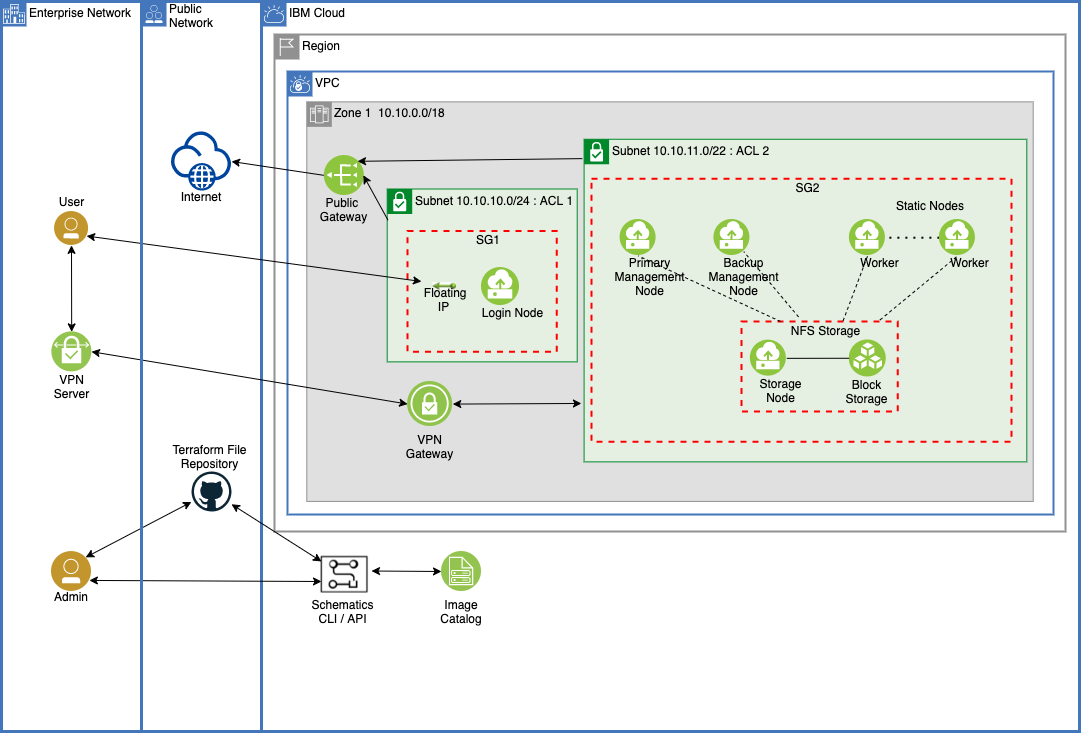 Enterprise Network
Public
Network
IBM Cloud
Region
VPC
Zone 1 10.10.0.0/18
Subnet 10.10.11.0/22 : ACL 2
SG2
Static Nodes
Internet
Public
Gateway
Subnet 10.10.10.0/24 : ACL 1
SG1
User
Floating
IP
Login Node
Primary
Management
Node
Backup
Management
Node
Worker
Worker
NFS Storage
Storage
Node
Block
Storage
VPN
Server
VPN
Gateway
Terraform File
Repository
Admin
Schematics
CLI / API
Image
Catalog